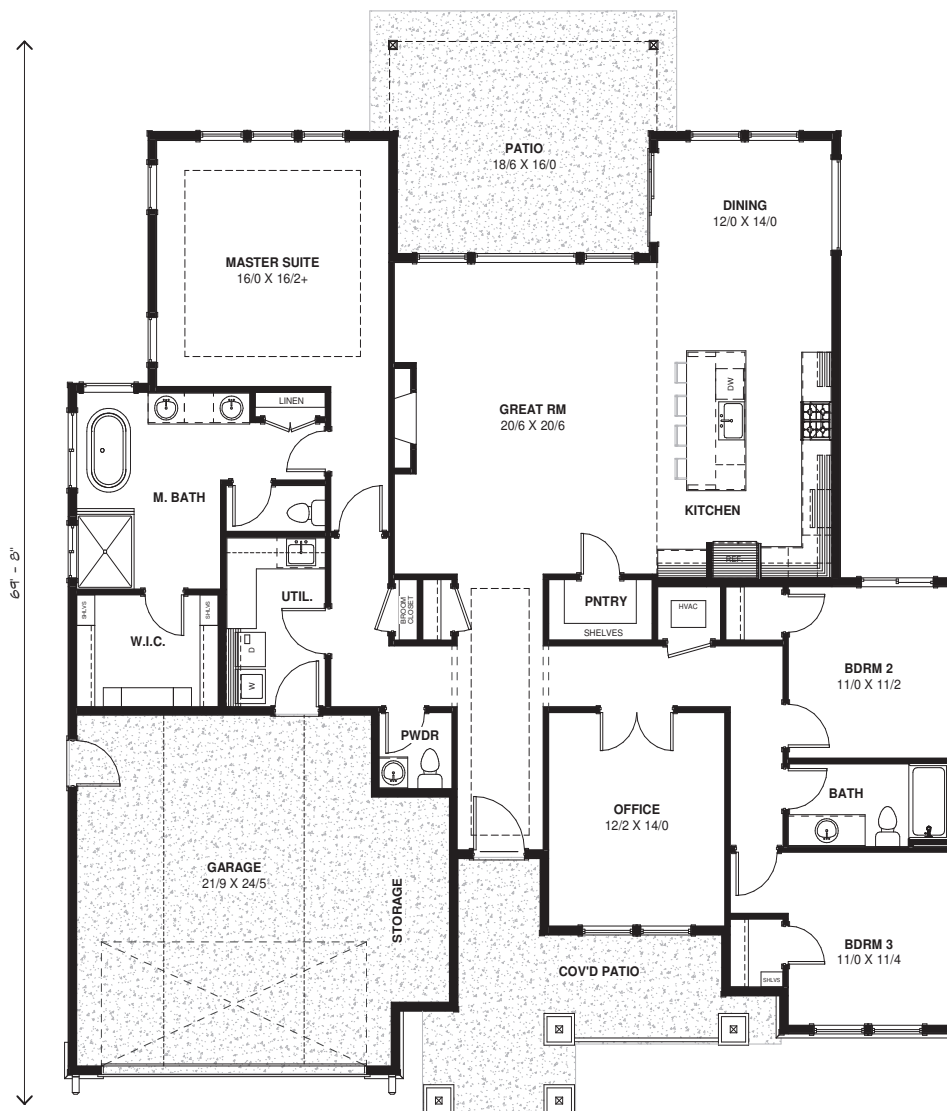 PATIO
18/6 X 16/0
DINING
12/0 X 14/0
MASTER SUITE
16/0 X 16/2+
LINEN
GREAT RM
20/6 X 20/6
DW
M. BATH
KITCHEN
REF.
69' - 8"
UTIL.
BROOM
CLOSET
PNTRY
SHELVES
HVAC
SHLVS
SHLVS
W.I.C.
D
W
BDRM 2
11/0 X 11/2
PWDR
BATH
OFFICE
12/2 X 14/0
GARAGE
21/9 X 24/5
STORAGE
BDRM 3
11/0 X 11/4
COV'D PATIO
SHLVS